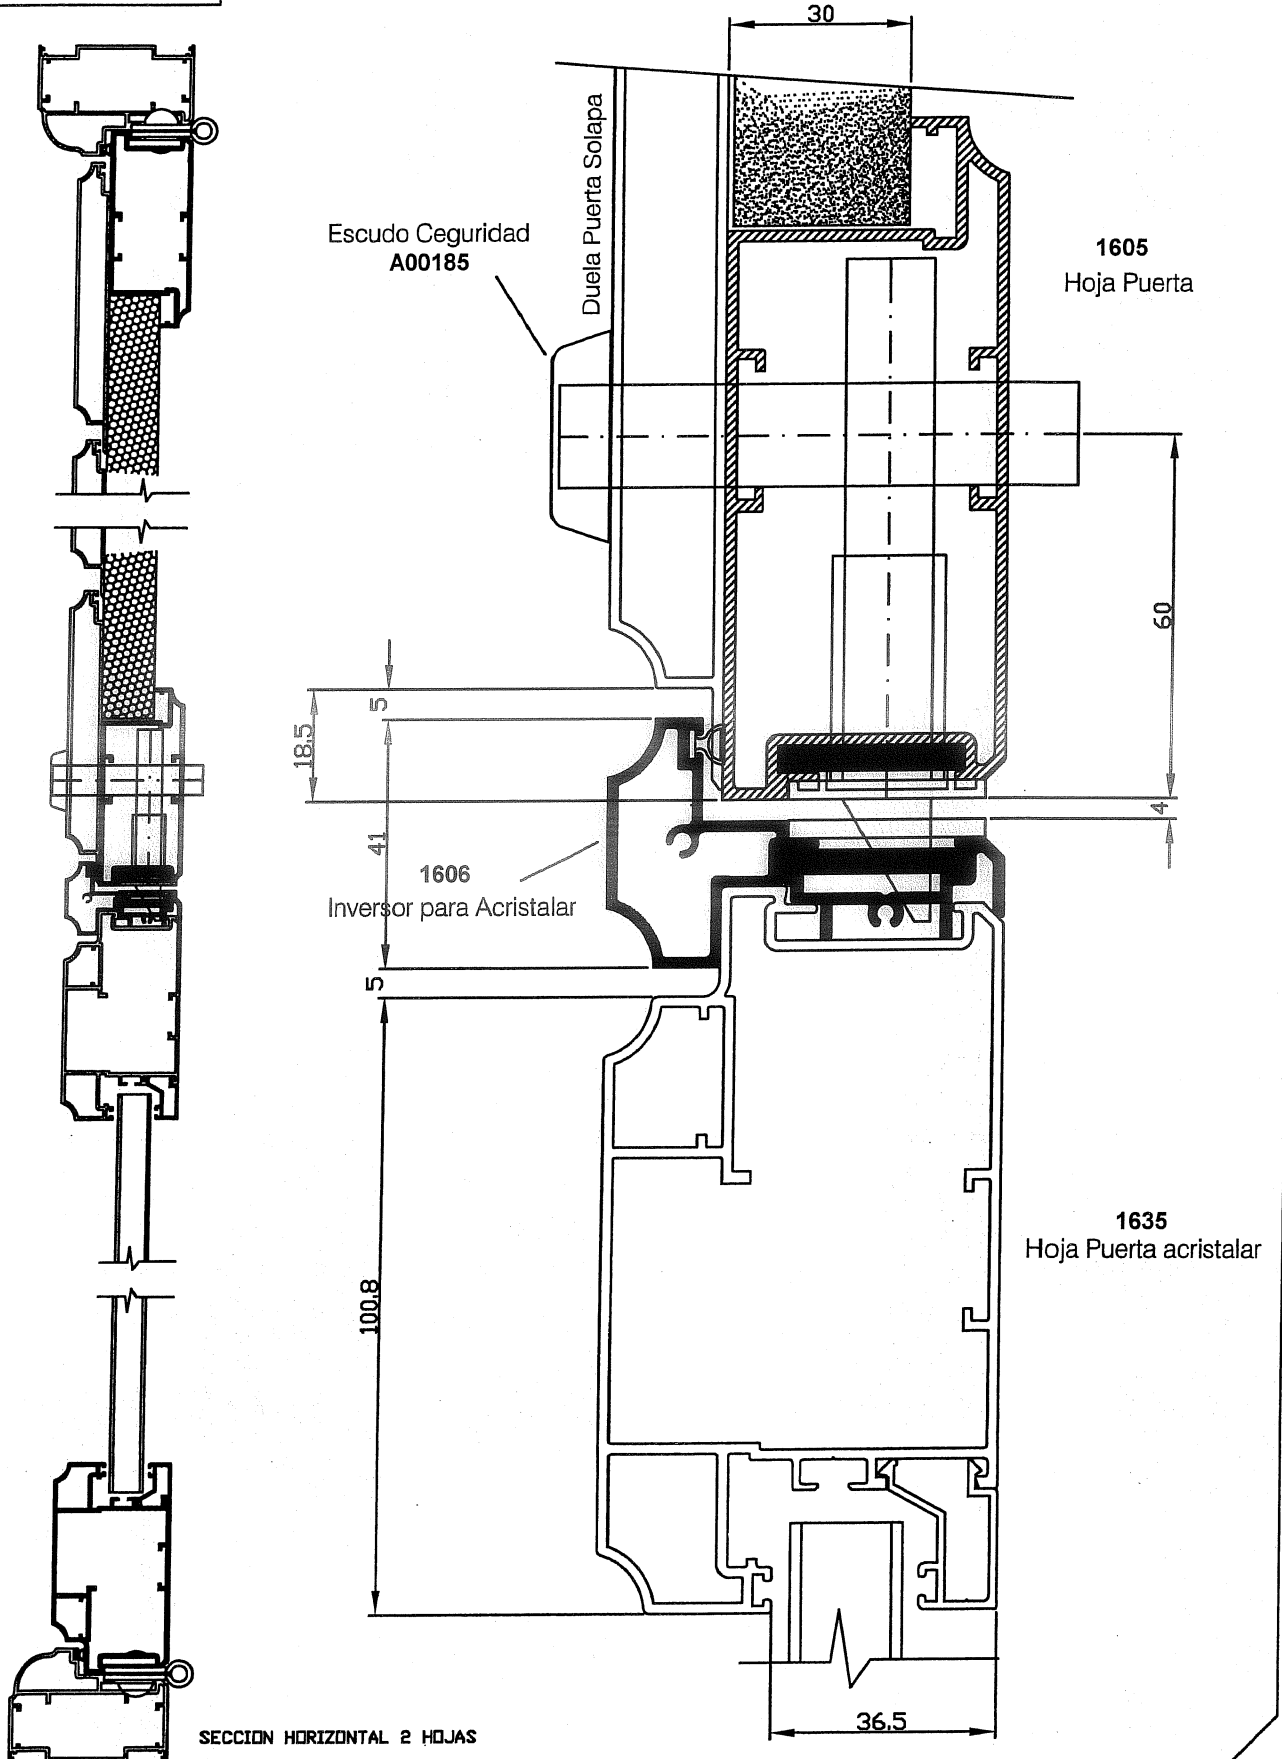 30
Duela Puerta Solapa
Escudo Ceguridad
A00185
1605
Hoja Puerta
60
5
18.5
4
41
1606
Inversor para Acristalar
5
1635
Hoja Puerta acristalar
100.8
36.5
SECCION HORIZONTAL 2 HOJAS